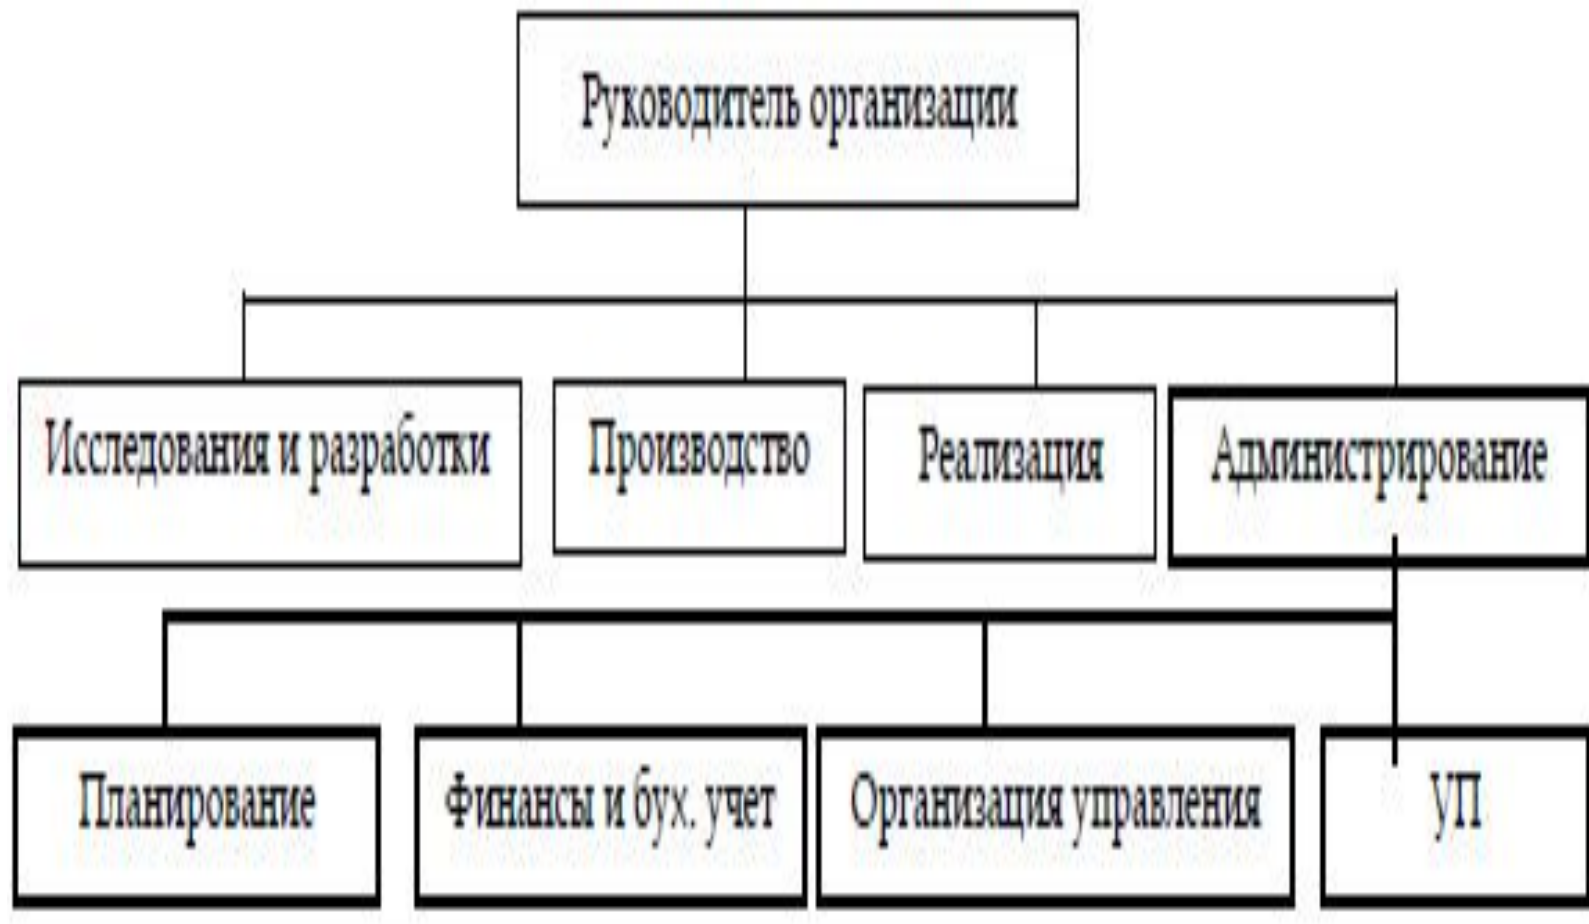 Руководитель организации
Исследования и разработки
Производство
Реализация
Администрирование
Планирование
Финансы и бух. учет
Организация управления
УП